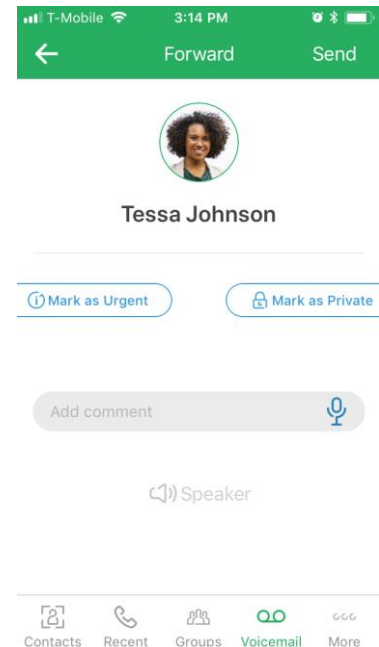 T-Mobile 3:14 PM
Forward Send
Tessa Johnson
Mark as Urgent Mark as Private
Add comment
Speaker
Contacts Recent Groups Voicemail More